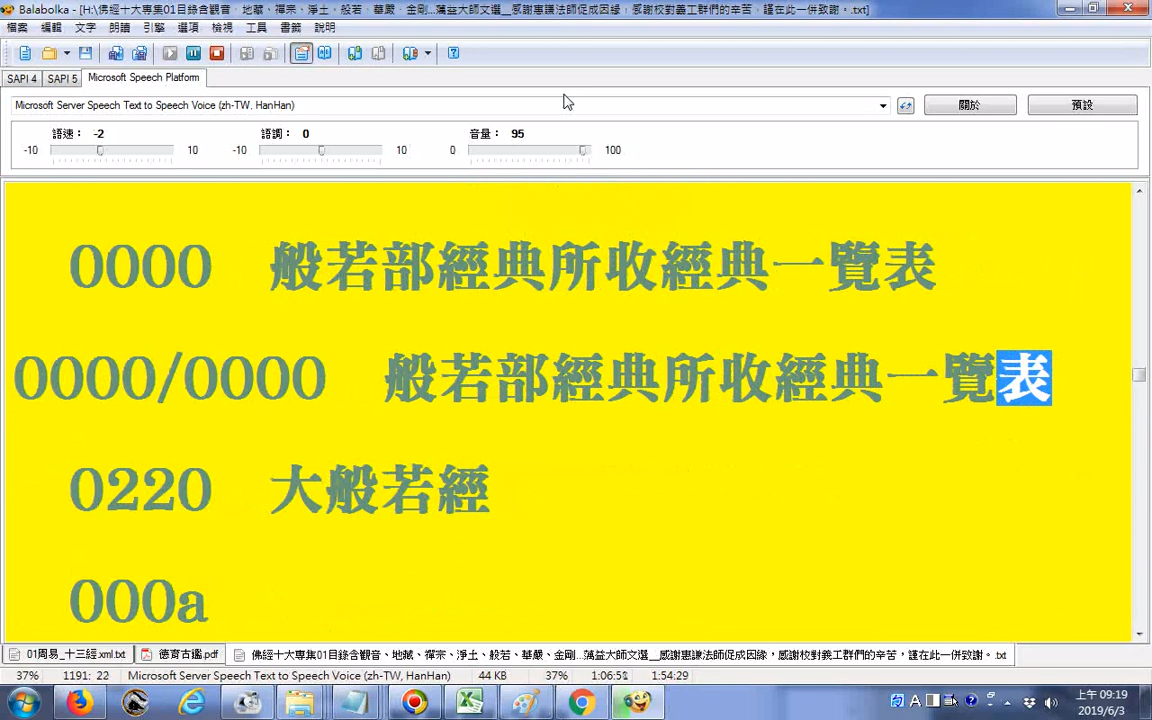 Balabolka - [H:\佛經十大專集01目錄含觀音、地藏、禪宗、淨土、般若、華嚴、金剛...蕅益大師文選__感謝惠謙法師促成因緣，感謝校對義工群們的辛苦，謹在此一併致謝。.txt]
檔案 編輯 文字 朗讀 引擎 選項 檢視 工具 書籤 說明
SAPI 4 SAPI 5 Microsoft Speech Platform
Microsoft Server Speech Text to Speech Voice (zh-TW, HanHan) 關於 預設
語速： -2 語調： 0 音量： 95
-10 10 -10 10 0 100
0000 般若部經典所收經典一覽表
0000/0000 般若部經典所收經典一覽表
0220 大般若經
000a
01周易_十三經.xml.txt 德育古鑑.pdf 佛經十大專集01目錄含觀音、地藏、禪宗、淨土、般若、華嚴、金剛...蕅益大師文選__感謝惠謙法師促成因緣，感謝校對義工群們的辛苦，謹在此一併致謝。.txt
37% 1191: 22 Microsoft Server Speech Text to Speech Voice (zh-TW, HanHan) 44 KB 37% 1:06:51 1:54:29
上午 09:19
2019/6/3